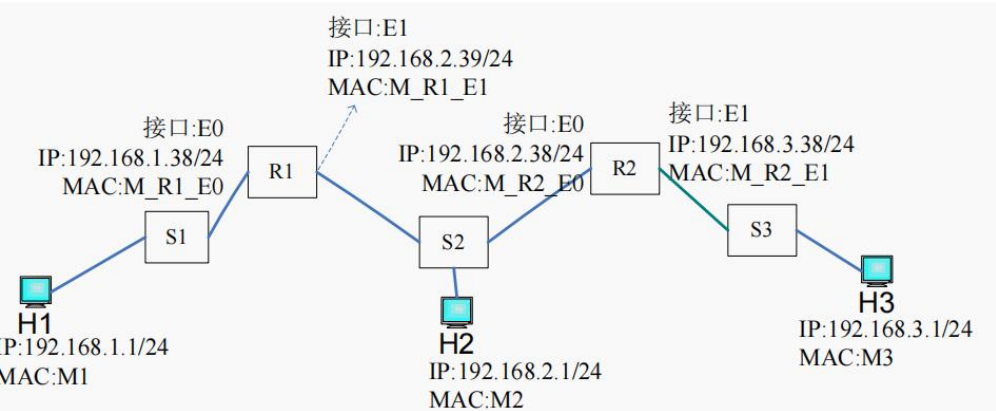 接口:E1
IP:192.168.2.39/24
MAC:M_R1_E1
接口:E0
IP:192.168.1.38/24
MAC:M_R1_E0
R1
接口:E0
IP:192.168.2.38/24
MAC:M_R2_E0
R2
接口:E1
IP:192.168.3.38/24
MAC:M_R2_E1
S1
S2
S3
H1
IP:192.168.1.1/24
MAC:M1
H2
IP:192.168.2.1/24
MAC:M2
H3
IP:192.168.3.1/24
MAC:M3